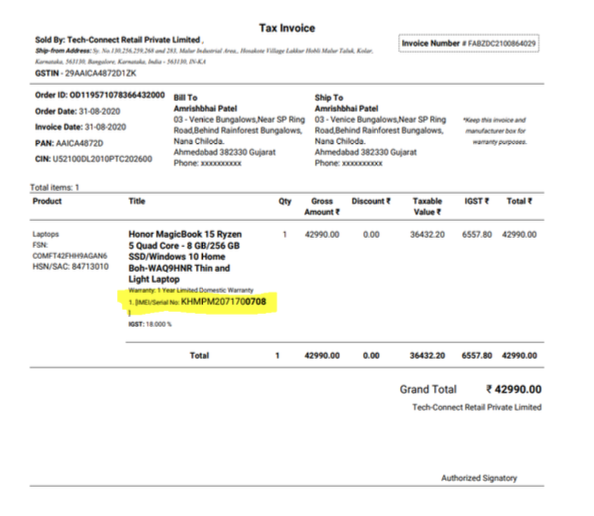 Tax Invoice
Sold By: Tech-Connect Retail Private Limited ,
Ship-from Address: Sy. No 130,256,259,268 and 283, Malur Industrial Area,, Hosakote Village Lakkur Hobli Malur Taluk, Kolar,
Karnataka, 563130, Bangalore, Karnataka, India - 563130, IN-KA
GSTIN - 29AAICA4872D1ZK
Invoice Number # FABZDC2100864029
Order ID: OD119571078366432000
Order Date: 31-08-2020
Invoice Date: 31-08-2020
PAN: AAICA4872D
CIN: U52100DL2010PTC202600
Bill To
Amrishbhai Patel
03 - Venice Bungalows,Near SP Ring
Road,Behind Rainforest Bungalows,
Nana Chiloda.
Ahmedabad 382330 Gujarat
Phone: xxxxxxxxxx
Ship To
Amrishbhai Patel
03 - Venice Bungalows,Near SP Ring
Road,Behind Rainforest Bungalows,
Nana Chiloda.
Ahmedabad 382330 Gujarat
Phone: xxxxxxxxxx
*Keep this invoice and
manufacturer box for
warranty purposes.
Total items: 1
Product Title Qty Gross Amount ₹ Discount ₹ Taxable Value ₹ IGST ₹ Total ₹
Laptops
FSN:
COMFT42FHH9AGAN6
HSN/SAC: 84713010
Honor MagicBook 15 Ryzen
5 Quad Core - 8 GB/256 GB
SSD/Windows 10 Home
Boh-WAQ9HNR Thin and
Light Laptop
Warranty: 1 Year Limited Domestic Warranty
1. [IMEI/Serial No: KHMPM2071700708
]
IGST: 18.000 %
1 42990.00 0.00 36432.20 6557.80 42990.00
Total 1 42990.00 0.00 36432.20 6557.80 42990.00
Grand Total ₹ 42990.00
Tech-Connect Retail Private Limited
Authorized Signatory